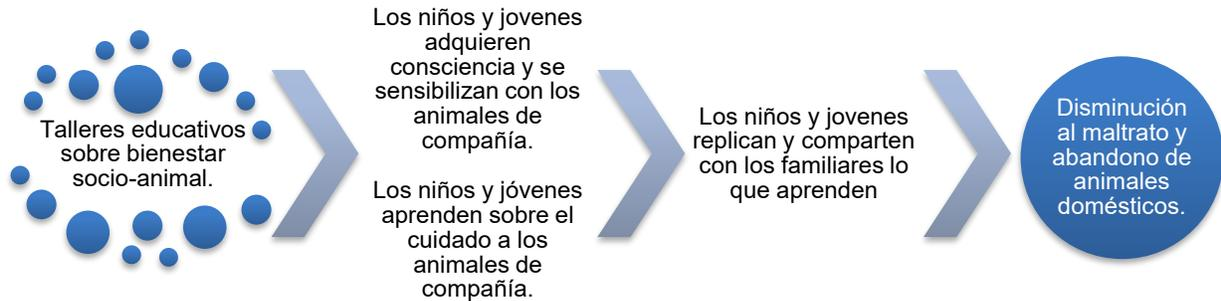 Talleres educativos
sobre bienestar
socio-animal.
Los niños y jovenes
adquieren
consciencia y se
sensibilizan con los
animales de
compañía.
Los niños y jóvenes
aprenden sobre el
cuidado a los
animales de
compañía.
Los niños y jovenes
replican y comparten
con los familiares lo
que aprenden
Disminución
al maltrato y
abandono de
animales
domésticos.